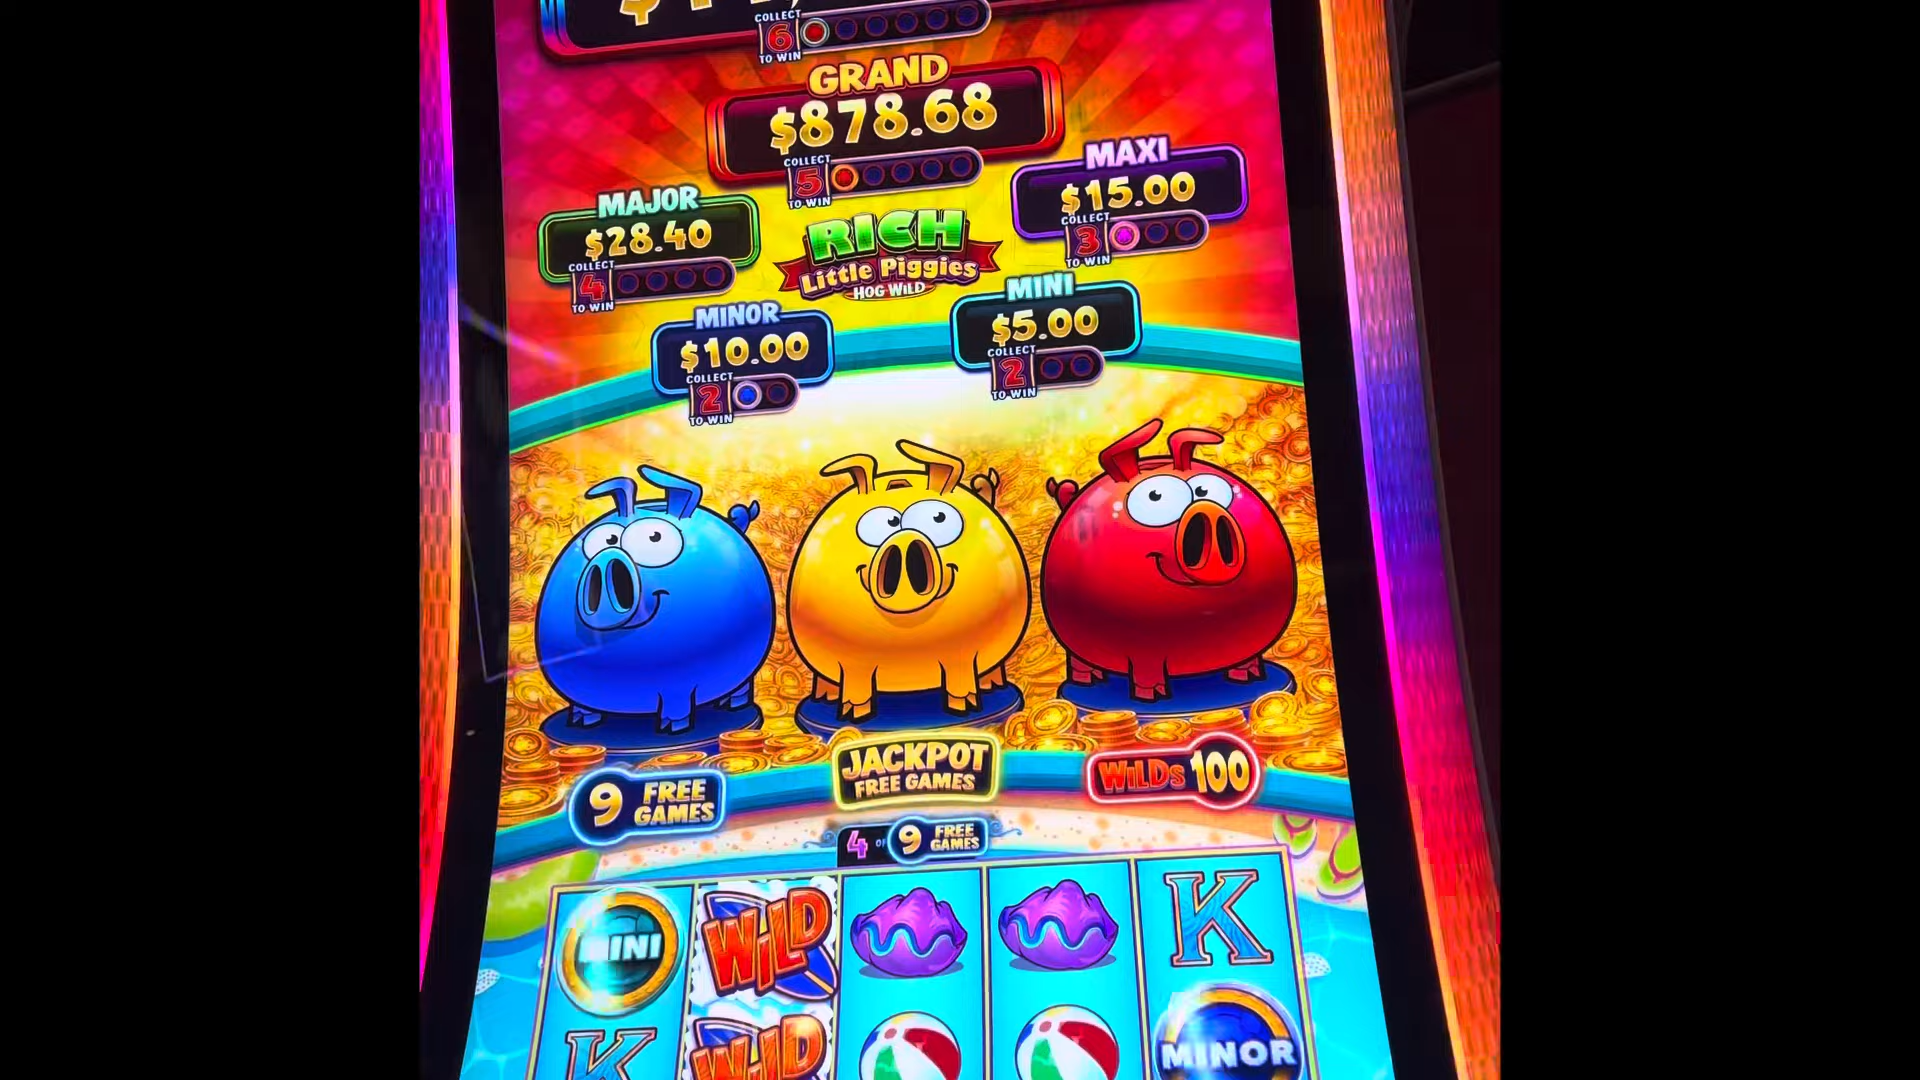 COLLECT
6
TO WIN
GRAND
$878.68
COLLECT
5
TO WIN
MAXI
$15.00
COLLECT
3
TO WIN
MAJOR
$28.40
COLLECT
4
TO WIN
RICH
Little Piggies
HOG WILD
MINI
$5.00
COLLECT
2
TO WIN
MINOR
$10.00
COLLECT
2
TO WIN
9 FREE
GAMES
JACKPOT
FREE GAMES
WILDS 100
4 OF 9 FREE
GAMES
MINI
WILD
K
K
WILD
MINOR